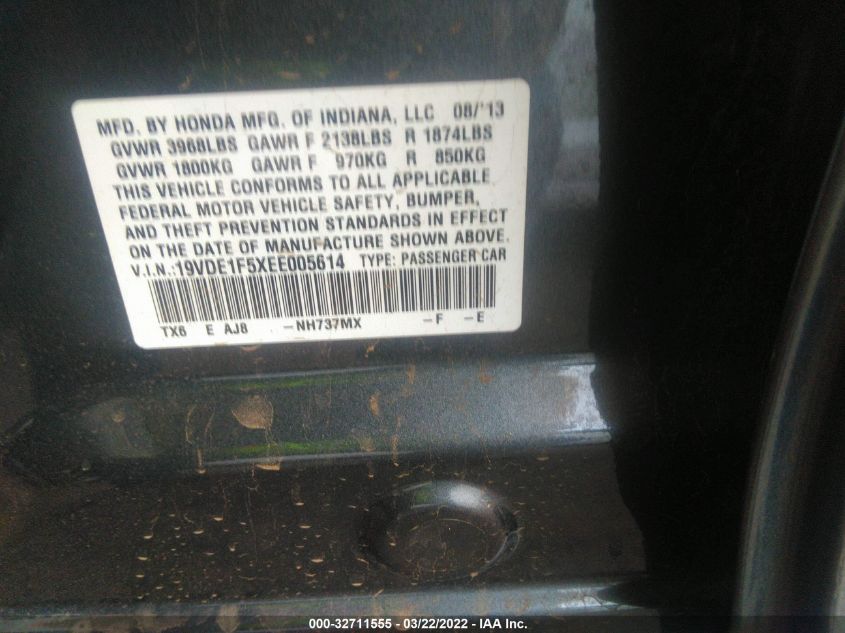 MFD. BY HONDA MFG. OF INDIANA, LLC 08/'13
GVWR 3968LBS GAWR F 2138LBS R 1874LBS
GVWR 1800KG GAWR F 970KG R 850KG
THIS VEHICLE CONFORMS TO ALL APPLICABLE
FEDERAL MOTOR VEHICLE SAFETY, BUMPER,
AND THEFT PREVENTION STANDARDS IN EFFECT
ON THE DATE OF MANUFACTURE SHOWN ABOVE.
V.I.N.:19VDE1F5XEE005614 TYPE: PASSENGER CAR
TX6 E AJ8 -NH737MX -F -E
000-32711555 - 03/22/2022 - IAA Inc.